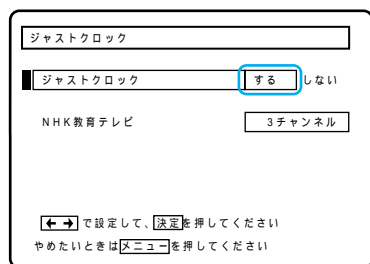 ジャストクロック
ジャストクロック する しない
NHK教育テレビ 3チャンネル
←→で設定して、決定を押してください
やめたいときはメニューを押してください